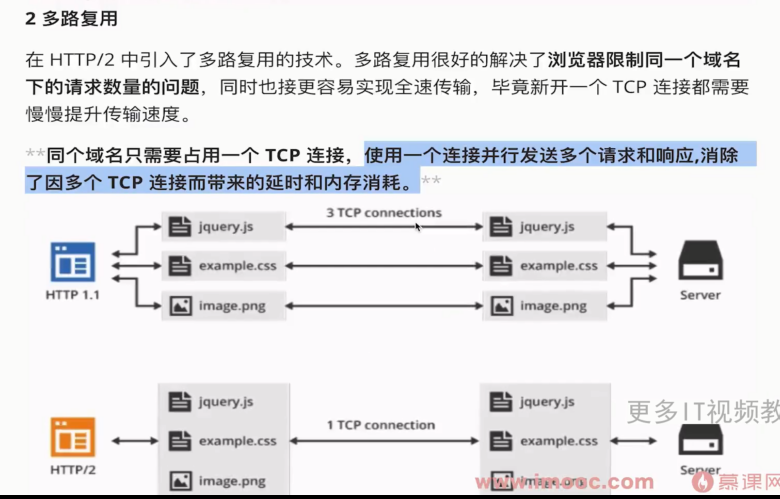 2 多路复用
在 HTTP/2 中引入了多路复用的技术。多路复用很好的解决了浏览器限制同一个域名
下的请求数量的问题，同时也接更容易实现全速传输，毕竟新开一个 TCP 连接都需要
慢慢提升传输速度。
**同个域名只需要占用一个 TCP 连接，使用一个连接并行发送多个请求和响应,消除
了因多个 TCP 连接而带来的延时和内存消耗。**
3 TCP connections
jquery.js
jquery.js
example.css
example.css
image.png
image.png
HTTP 1.1
Server
jquery.js
jquery.js
更多IT视频教
1 TCP connection
example.css
example.css
HTTP/2
Server
image.png
www.imooc.com
慕课网